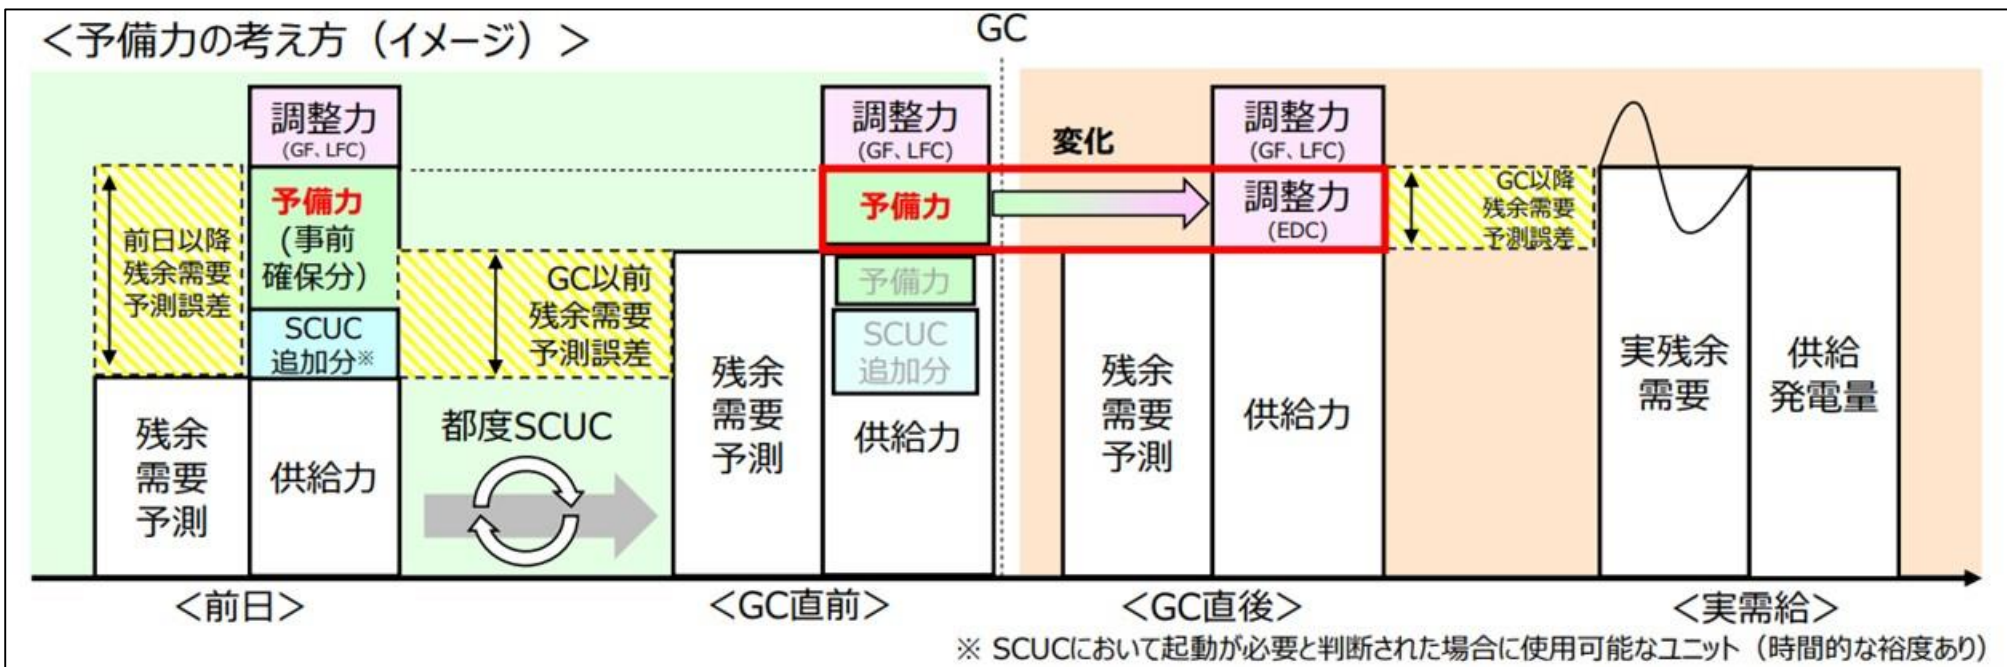 ＜予備力の考え方（イメージ）＞
GC
調整力
(GF、LFC)
予備力
(事前
確保分)
SCUC
追加分※
供給力
前日以降
残余需要
予測誤差
残余
需要
予測
GC以前
残余需要
予測誤差
都度SCUC
残余
需要
予測
調整力
(GF、LFC)
予備力
予備力
SCUC
追加分
供給力
変化
残余
需要
予測
調整力
(GF、LFC)
調整力
(EDC)
供給力
GC以降
残余需要
予測誤差
実残余
需要
供給
発電量
＜前日＞
＜GC直前＞
＜GC直後＞
＜実需給＞
※ SCUCにおいて起動が必要と判断された場合に使用可能なユニット（時間的な裕度あり）